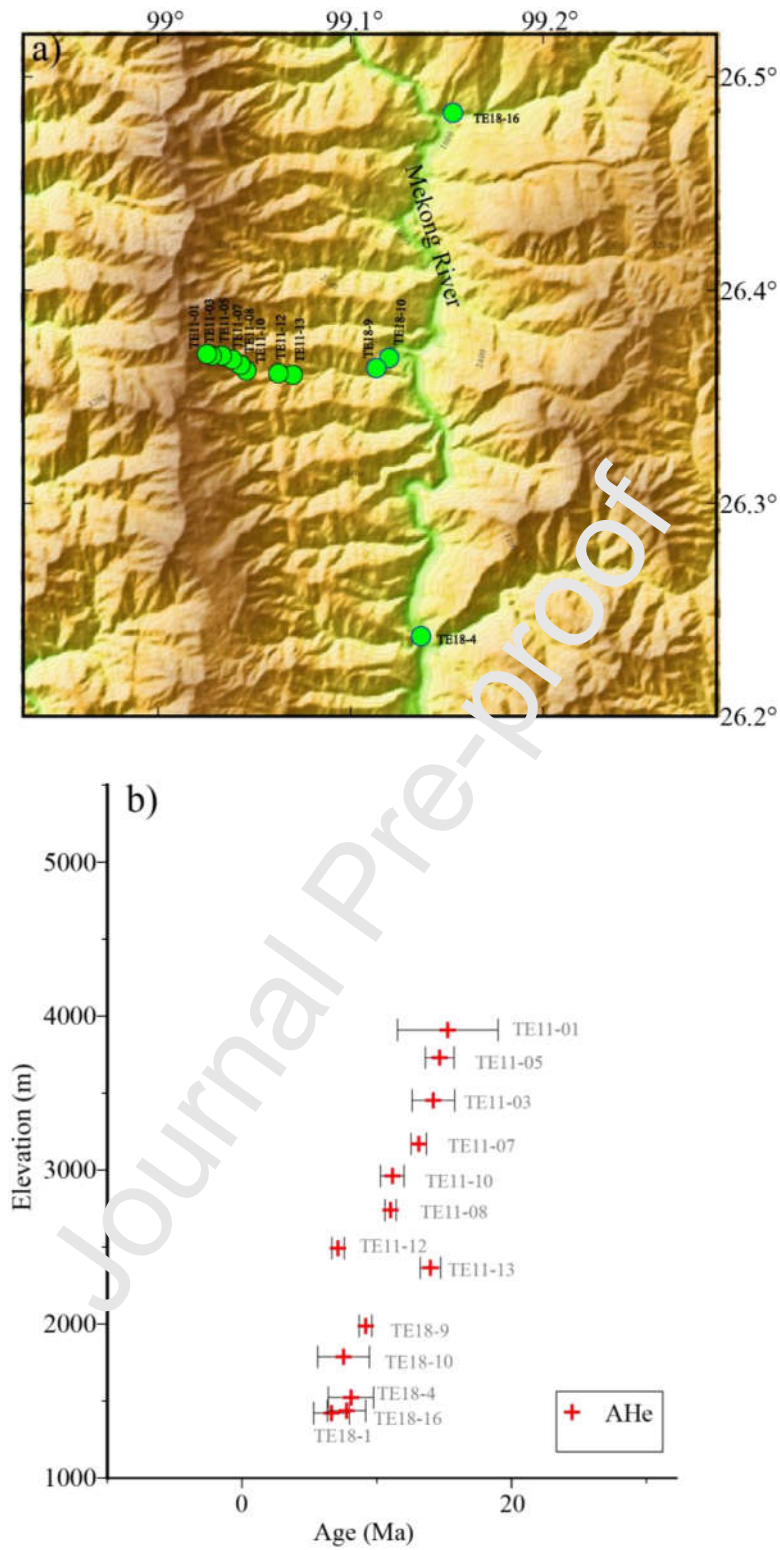 99°
99.1°
99.2°
a)
26.5°
TE18-16
Mekong River
26.4°
TE11-01
TE11-03
TE11-05
TE11-07
TE11-08
TE11-10
TE11-12
TE11-13
TE18-9
TE18-10
26.3°
TE18-4
26.2°
Journal Pre-proof
b)
5000
4000
TE11-01
TE11-05
TE11-03
TE11-07
3000
TE11-10
TE11-08
TE11-12
TE11-13
2000
TE18-9
TE18-10
TE18-4
TE18-16
TE18-1
AHe
1000
0
20
Elevation (m)
Age (Ma)